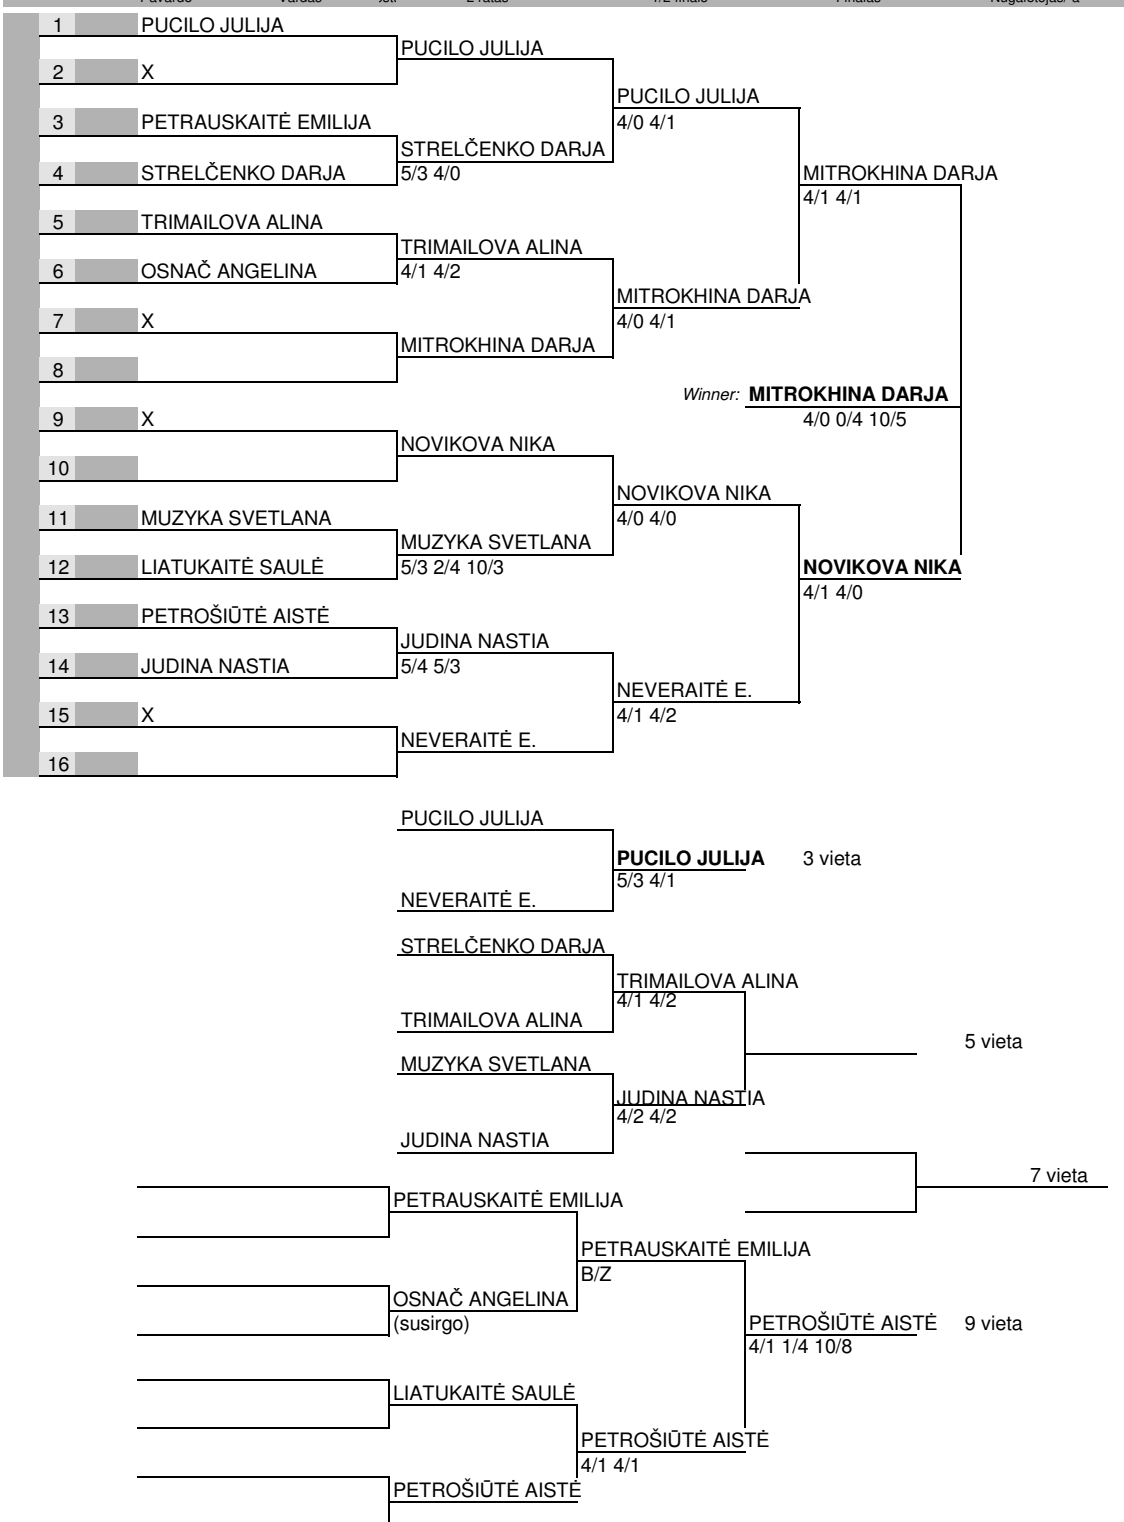 Pavardė Vardas 2 ratas 1/2 finalo Finalas Nugalėtojas/-a
1 PUCILO JULIJA
PUCILO JULIJA
2 X
PUCILO JULIJA
3 PETRAUSKAITĖ EMILIJA
4/0 4/1
STRELČENKO DARJA
4 STRELČENKO DARJA
5/3 4/0
MITROKHINA DARJA
4/1 4/1
5 TRIMAILOVA ALINA
TRIMAILOVA ALINA
6 OSNAČ ANGELINA
4/1 4/2
MITROKHINA DARJA
7 X
4/0 4/1
MITROKHINA DARJA
8
Winner: MITROKHINA DARJA
9 X
4/0 0/4 10/5
NOVIKOVA NIKA
10
NOVIKOVA NIKA
11 MUZYKA SVETLANA
4/0 4/0
MUZYKA SVETLANA
12 LIATUKAITĖ SAULĖ
5/3 2/4 10/3
NOVIKOVA NIKA
4/1 4/0
13 PETROŠIŪTĖ AISTĖ
JUDINA NASTIA
14 JUDINA NASTIA
5/4 5/3
NEVERAITĖ E.
15 X
4/1 4/2
NEVERAITĖ E.
16
PUCILO JULIJA
PUCILO JULIJA 3 vieta
5/3 4/1
NEVERAITĖ E.
STRELČENKO DARJA
TRIMAILOVA ALINA
4/1 4/2
TRIMAILOVA ALINA
5 vieta
MUZYKA SVETLANA
JUDINA NASTIA
4/2 4/2
JUDINA NASTIA
7 vieta
PETRAUSKAITĖ EMILIJA
PETRAUSKAITĖ EMILIJA
B/Z
OSNAČ ANGELINA
(susirgo)
PETROŠIŪTĖ AISTĖ 9 vieta
4/1 1/4 10/8
LIATUKAITĖ SAULĖ
PETROŠIŪTĖ AISTĖ
4/1 4/1
PETROŠIŪTĖ AISTĖ